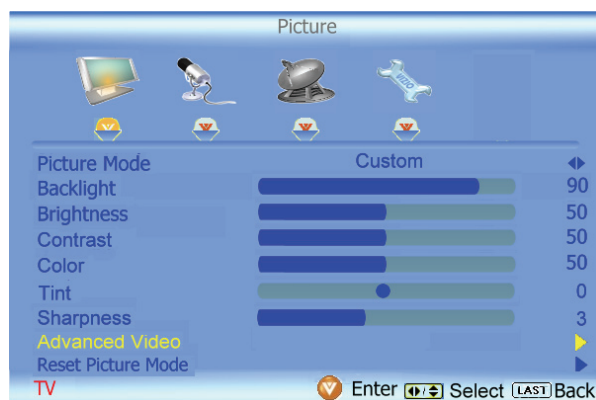 Picture
VIZIO
Picture Mode Custom
Backlight 90
Brightness 50
Contrast 50
Color 50
Tint 0
Sharpness 3
Advanced Video
Reset Picture Mode
TV V Enter Select LAST Back